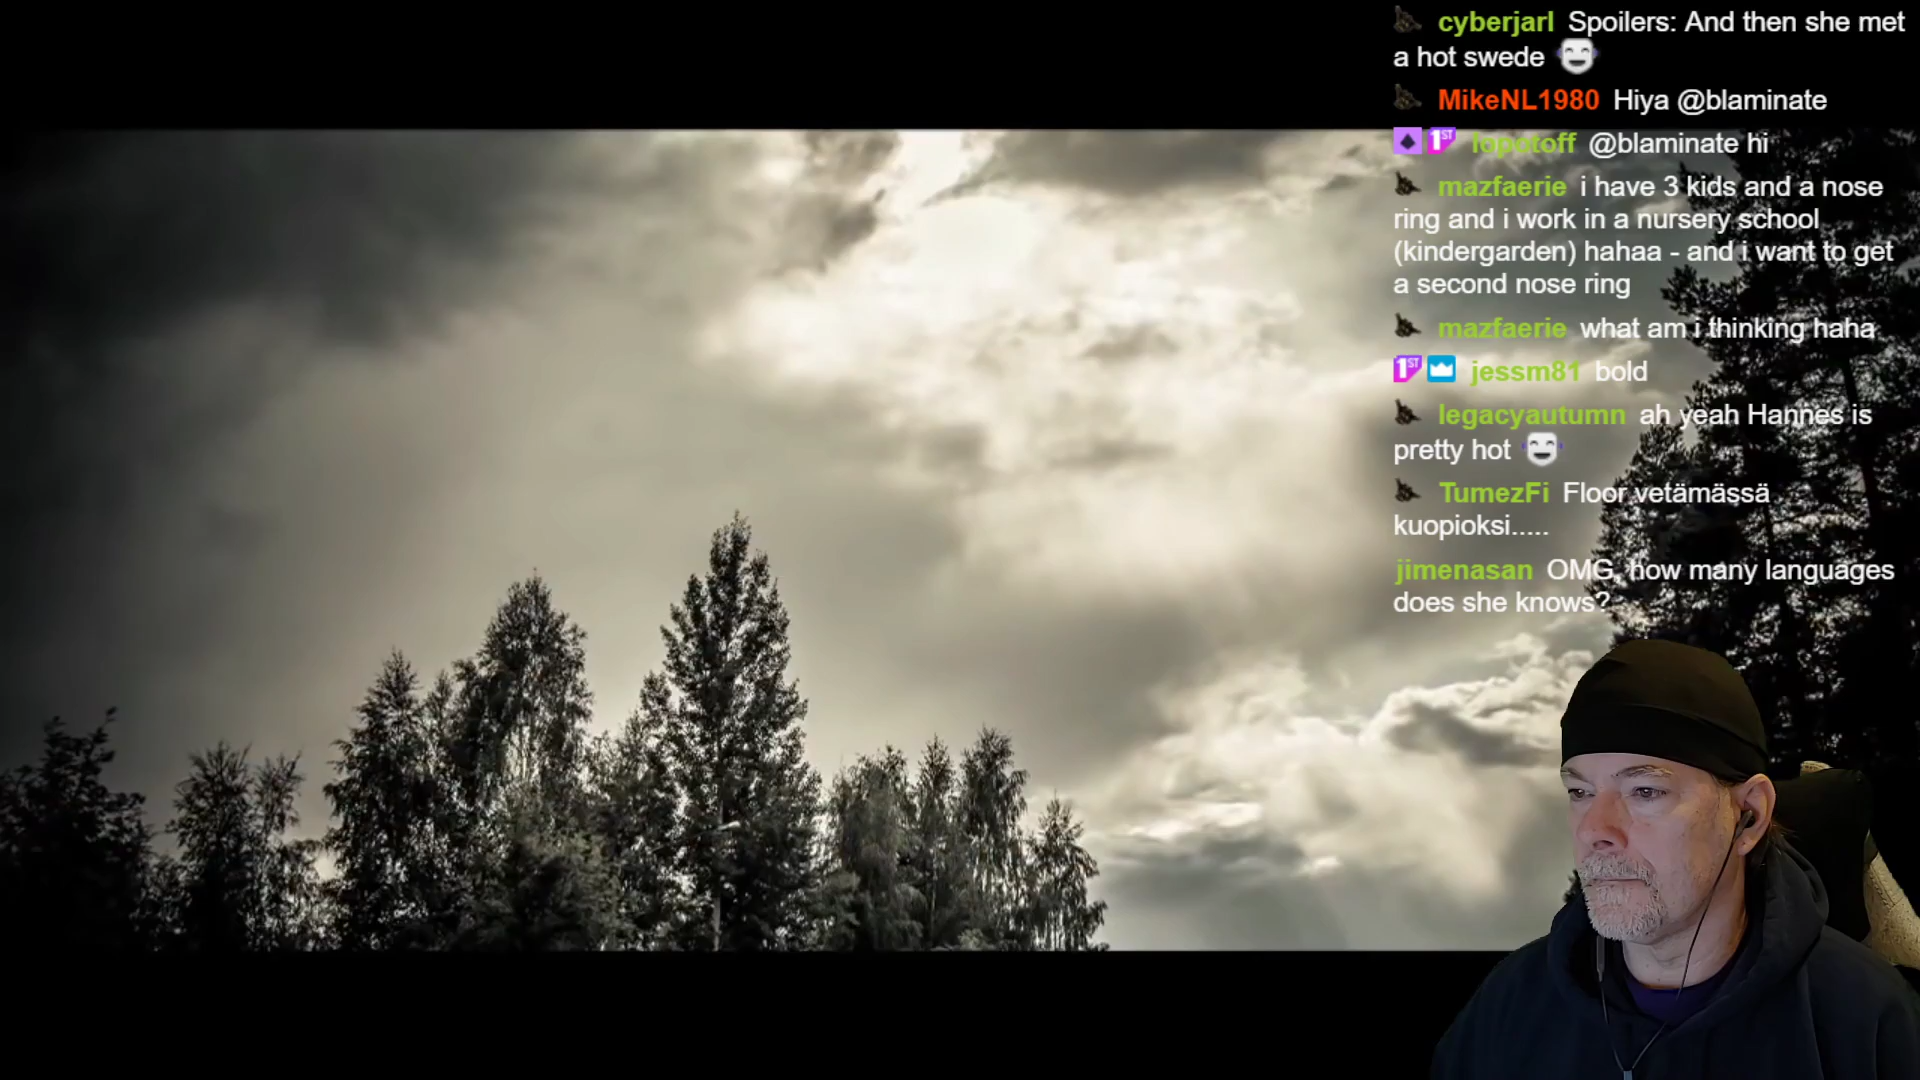 cyberjarl Spoilers: And then she met
a hot swede
MikeNL1980 Hiya @blaminate
1ST lopotoff @blaminate hi
mazfaerie i have 3 kids and a nose
ring and i work in a nursery school
(kindergarden) hahaa - and i want to get
a second nose ring
mazfaerie what am i thinking haha
1ST jessm81 bold
legacyautumn ah yeah Hannes is
pretty hot
TumezFi Floor vetämässä
kuopioksi.....
jimenasan OMG, how many languages
does she knows?